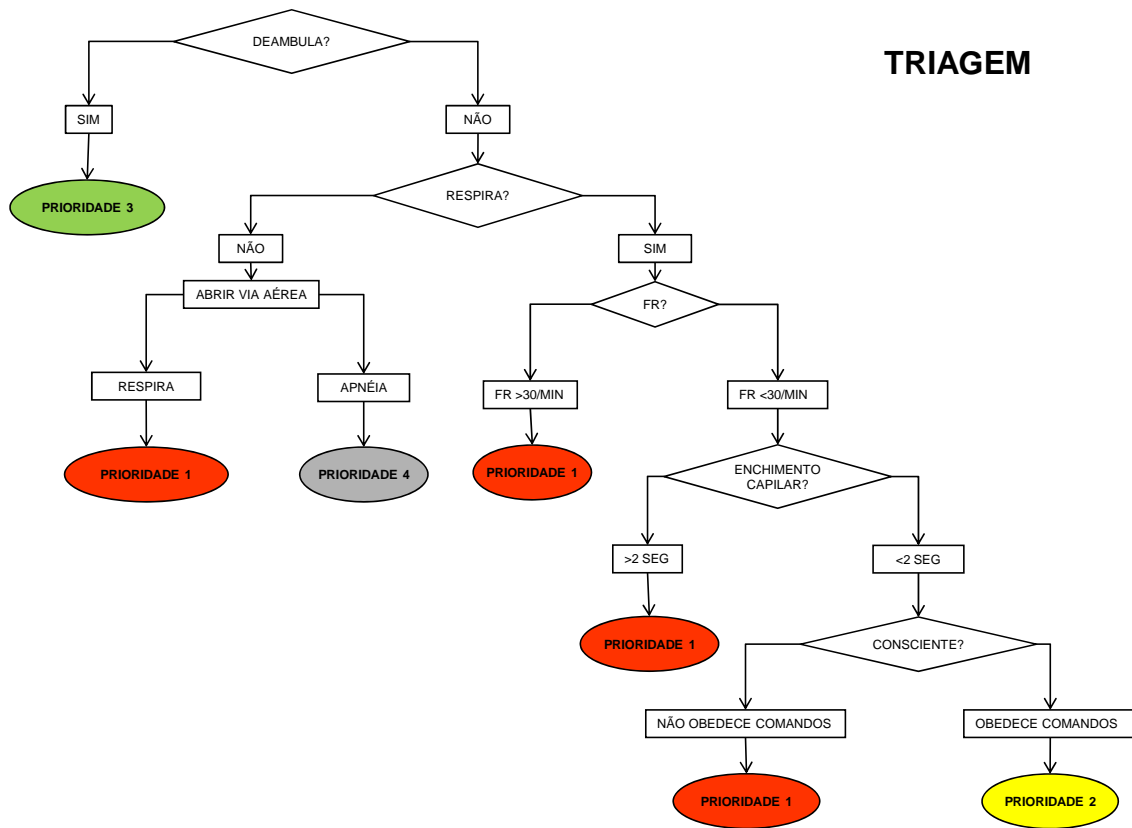 DEAMBULA?
TRIAGEM
SIM
NÃO
PRIORIDADE 3
RESPIRA?
NÃO
SIM
ABRIR VIA AÉREA
FR?
RESPIRA
APNÉIA
FR >30/MIN
FR <30/MIN
PRIORIDADE 1
PRIORIDADE 4
PRIORIDADE 1
ENCHIMENTO
CAPILAR?
>2 SEG
<2 SEG
PRIORIDADE 1
CONSCIENTE?
NÃO OBEDECE COMANDOS
OBEDECE COMANDOS
PRIORIDADE 1
PRIORIDADE 2